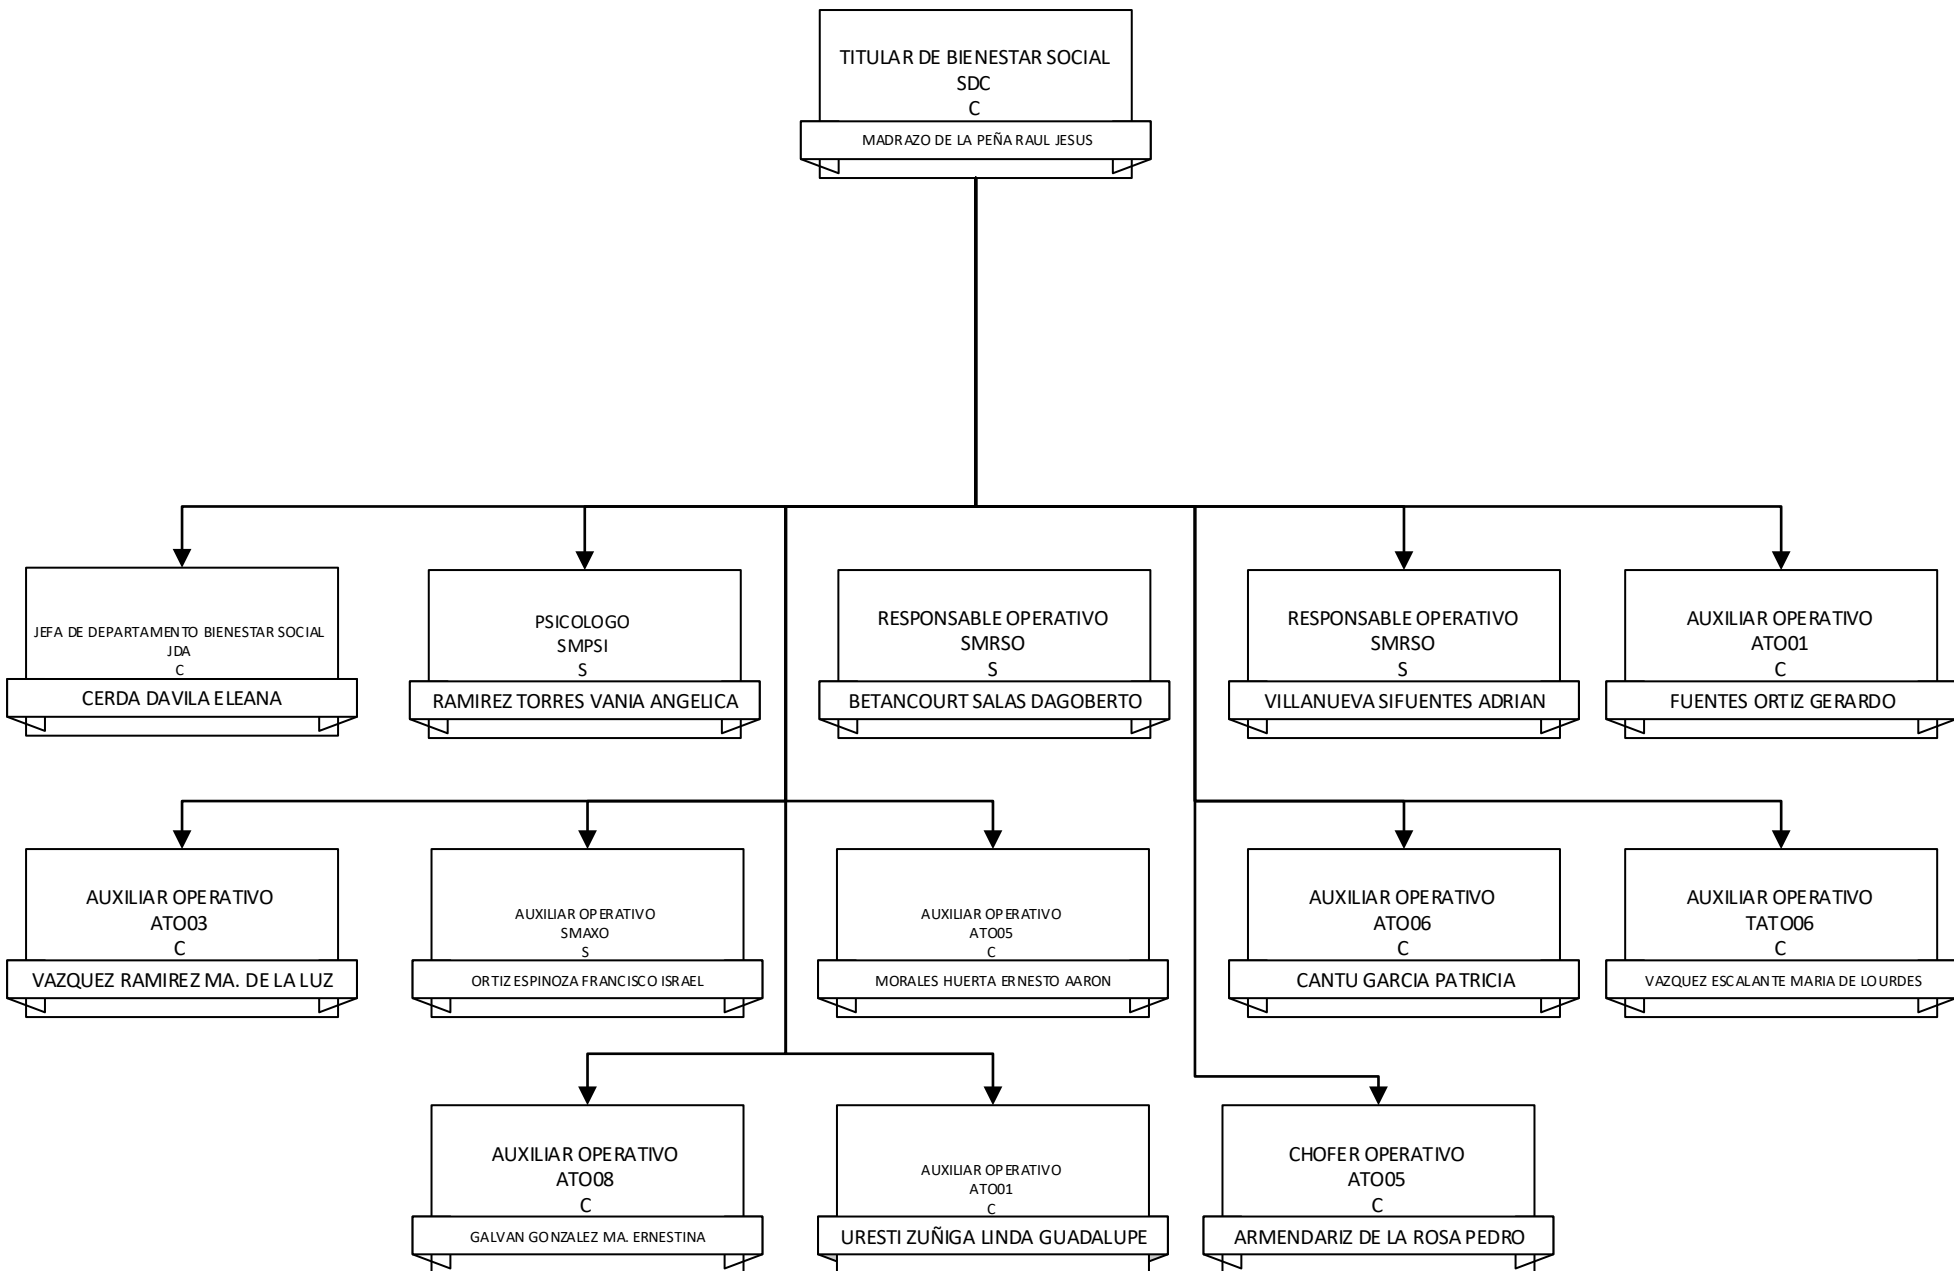 TITULAR DE BIENESTAR SOCIAL
SDC
C
MADRAZO DE LA PEÑA RAUL JESUS
JEFA DE DEPARTAMENTO BIENESTAR SOCIAL
JDA
C
CERDA DAVILA ELEANA
PSICOLOGO
SMPSI
S
RAMIREZ TORRES VANIA ANGELICA
RESPONSABLE OPERATIVO
SMRSO
S
BETANCOURT SALAS DAGOBERTO
RESPONSABLE OPERATIVO
SMRSO
S
VILLANUEVA SIFUENTES ADRIAN
AUXILIAR OPERATIVO
ATO01
C
FUENTES ORTIZ GERARDO
AUXILIAR OPERATIVO
ATO03
C
VAZQUEZ RAMIREZ MA. DE LA LUZ
AUXILIAR OPERATIVO
SMAXO
S
ORTIZ ESPINOZA FRANCISCO ISRAEL
AUXILIAR OPERATIVO
ATO05
C
MORALES HUERTA ERNESTO AARON
AUXILIAR OPERATIVO
ATO06
C
CANTU GARCIA PATRICIA
AUXILIAR OPERATIVO
TATO06
C
VAZQUEZ ESCALANTE MARIA DE LOURDES
AUXILIAR OPERATIVO
ATO08
C
GALVAN GONZALEZ MA. ERNESTINA
AUXILIAR OPERATIVO
ATO01
C
URESTI ZUÑIGA LINDA GUADALUPE
CHOFER OPERATIVO
ATO05
C
ARMENDARIZ DE LA ROSA PEDRO